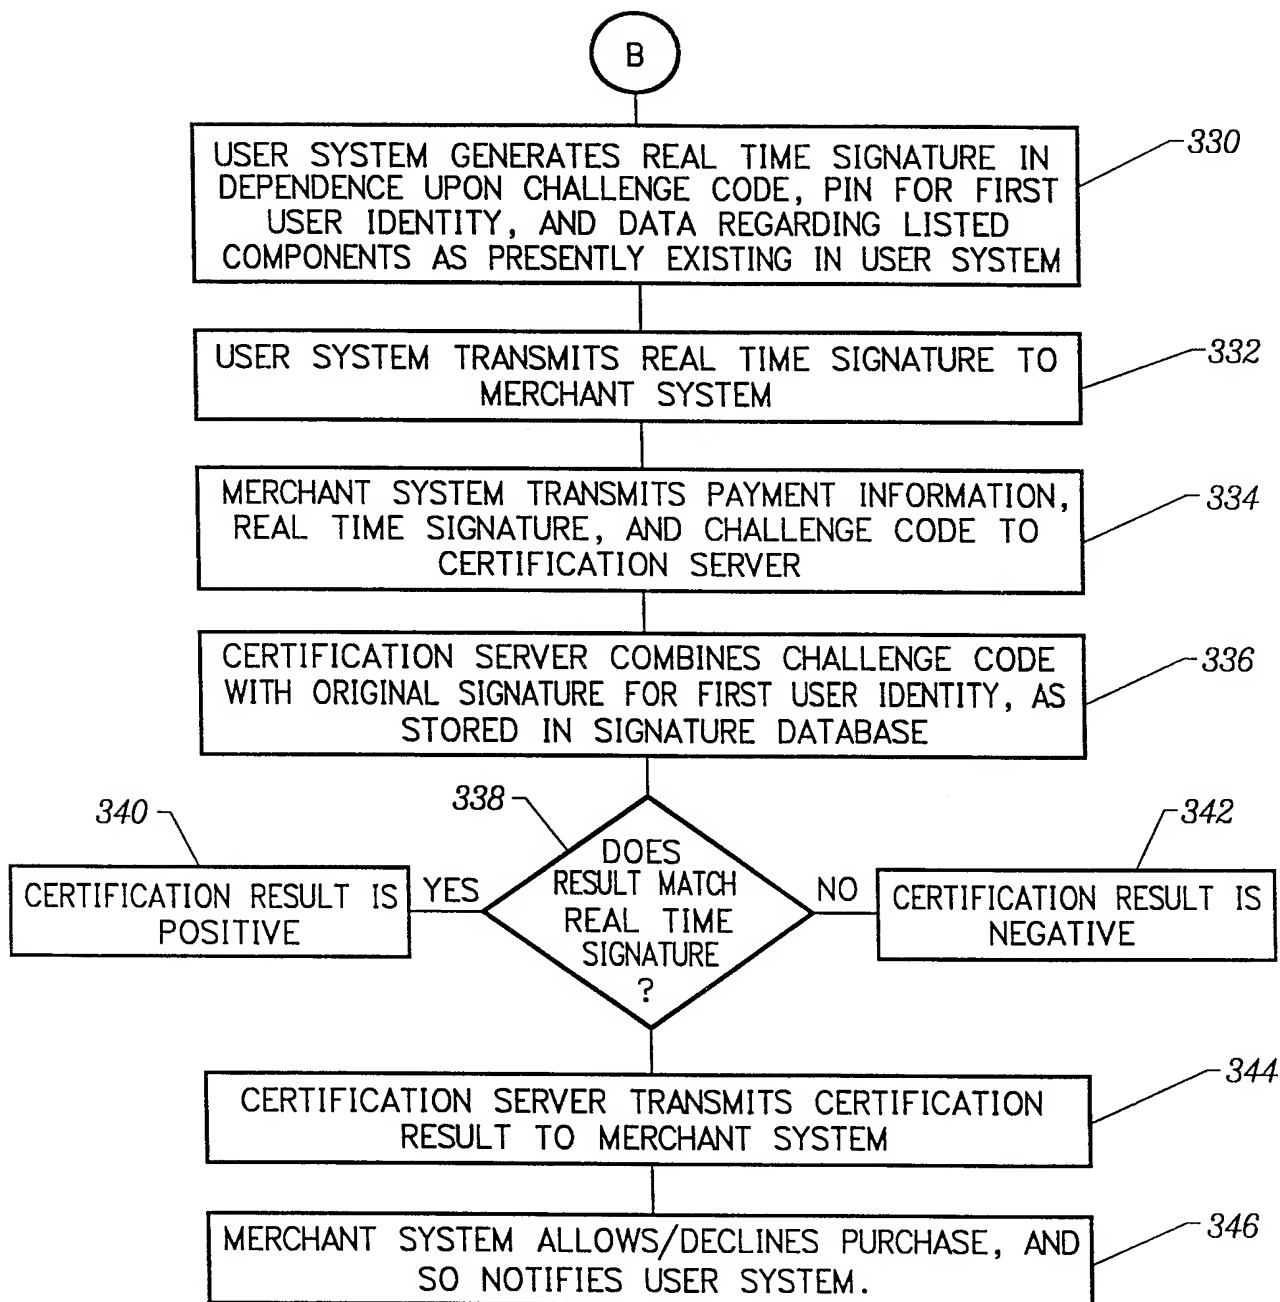 B
USER SYSTEM GENERATES REAL TIME SIGNATURE IN
DEPENDENCE UPON CHALLENGE CODE, PIN FOR FIRST
USER IDENTITY, AND DATA REGARDING LISTED
COMPONENTS AS PRESENTLY EXISTING IN USER SYSTEM
330
USER SYSTEM TRANSMITS REAL TIME SIGNATURE TO
MERCHANT SYSTEM
332
MERCHANT SYSTEM TRANSMITS PAYMENT INFORMATION,
REAL TIME SIGNATURE, AND CHALLENGE CODE TO
CERTIFICATION SERVER
334
CERTIFICATION SERVER COMBINES CHALLENGE CODE
WITH ORIGINAL SIGNATURE FOR FIRST USER IDENTITY, AS
STORED IN SIGNATURE DATABASE
336
338
DOES
RESULT MATCH
REAL TIME
SIGNATURE
?
YES
340
CERTIFICATION RESULT IS
POSITIVE
NO
342
CERTIFICATION RESULT IS
NEGATIVE
CERTIFICATION SERVER TRANSMITS CERTIFICATION
RESULT TO MERCHANT SYSTEM
344
MERCHANT SYSTEM ALLOWS/DECLINES PURCHASE, AND
SO NOTIFIES USER SYSTEM.
346